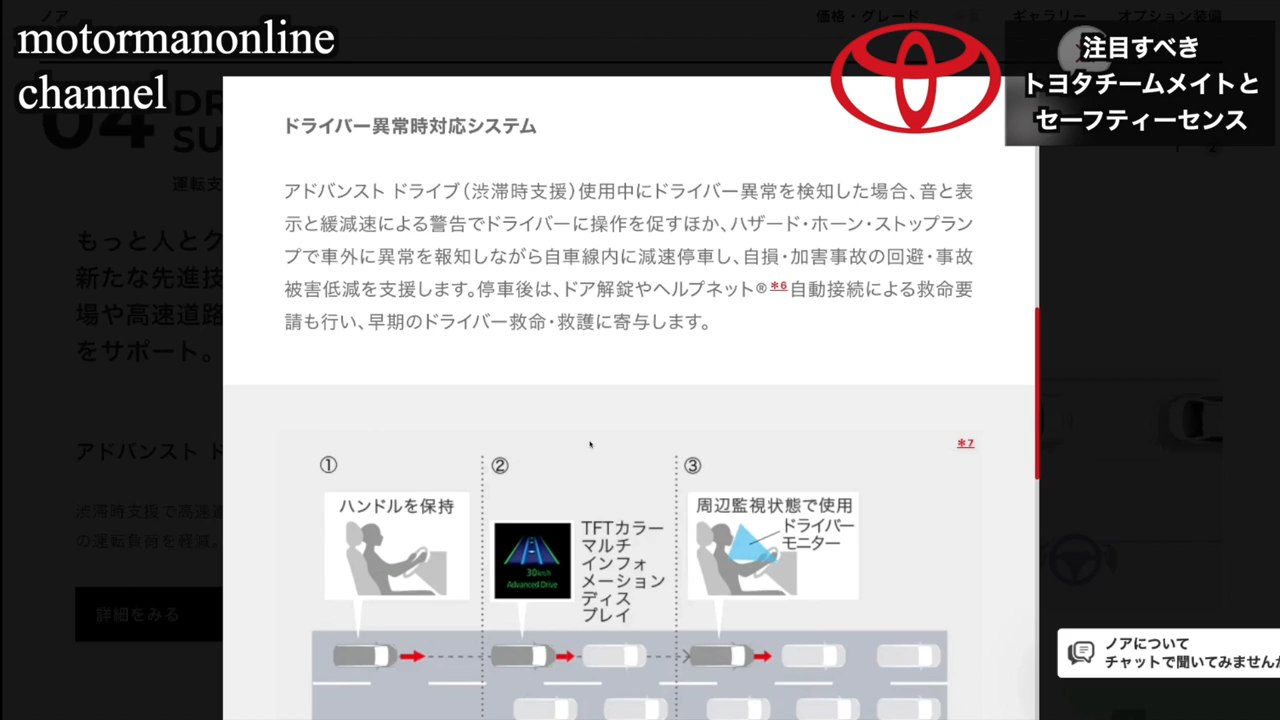 ノア
価格・グレード
ギャラリー
オプション装備
motormanonline
channel
注目すべき
トヨタチームメイトと
セーフティーセンス
04
DR
SU
運転支
もっと人とク
新たな先進技
場や高速道路
をサポート。
アドバンスト ド
渋滞時支援で高速道
の運転負荷を軽減。
詳細をみる
ドライバー異常時対応システム
アドバンスト ドライブ（渋滞時支援）使用中にドライバー異常を検知した場合、音と表
示と緩減速による警告でドライバーに操作を促すほか、ハザード・ホーン・ストップラン
プで車外に異常を報知しながら自車線内に減速停車し、自損・加害事故の回避・事故
被害低減を支援します。停車後は、ドア解錠やヘルプネット®＊6自動接続による救命要
請も行い、早期のドライバー救命・救護に寄与します。
＊7
①
ハンドルを保持
②
30km/h
Advanced Drive
TFTカラー
マルチ
インフォ
メーション
ディス
プレイ
③
周辺監視状態で使用
ドライバー
モニター
ノアについて
チャットで聞いてみません